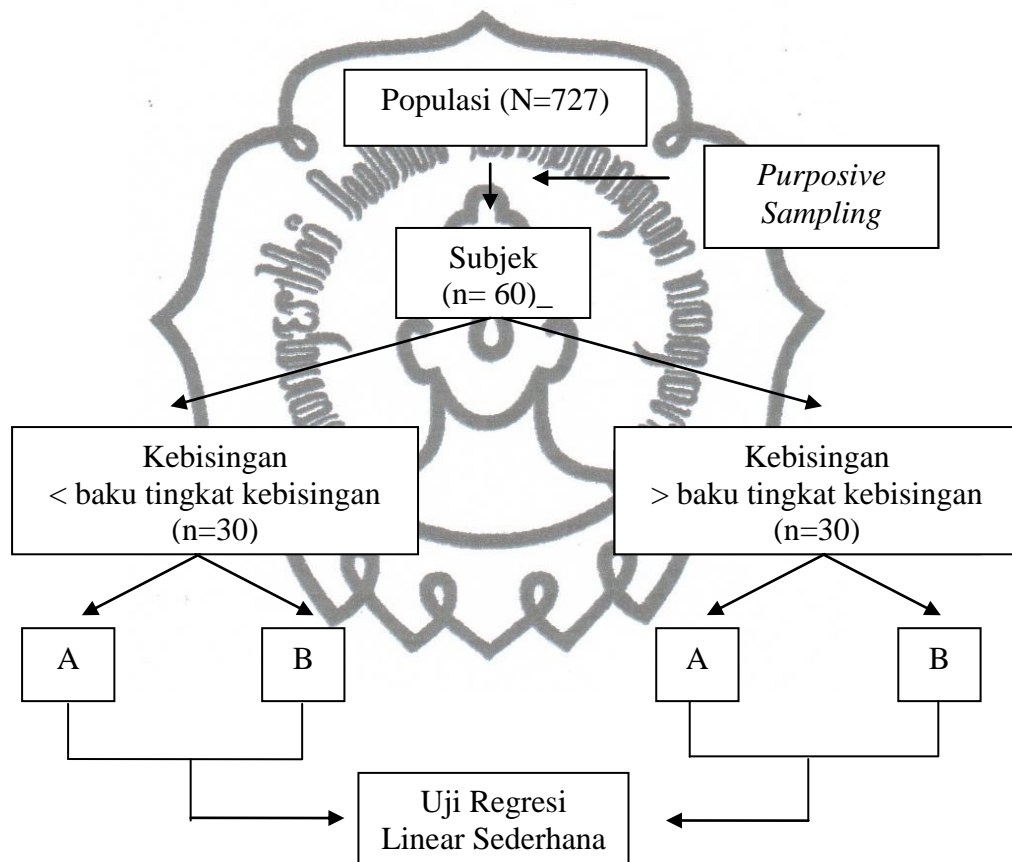 Populasi (N=727)
Purposive
Sampling
Subjek
(n= 60)_
Kebisingan
< baku tingkat kebisingan
(n=30)
Kebisingan
> baku tingkat kebisingan
(n=30)
A
B
A
B
Uji Regresi
Linear Sederhana